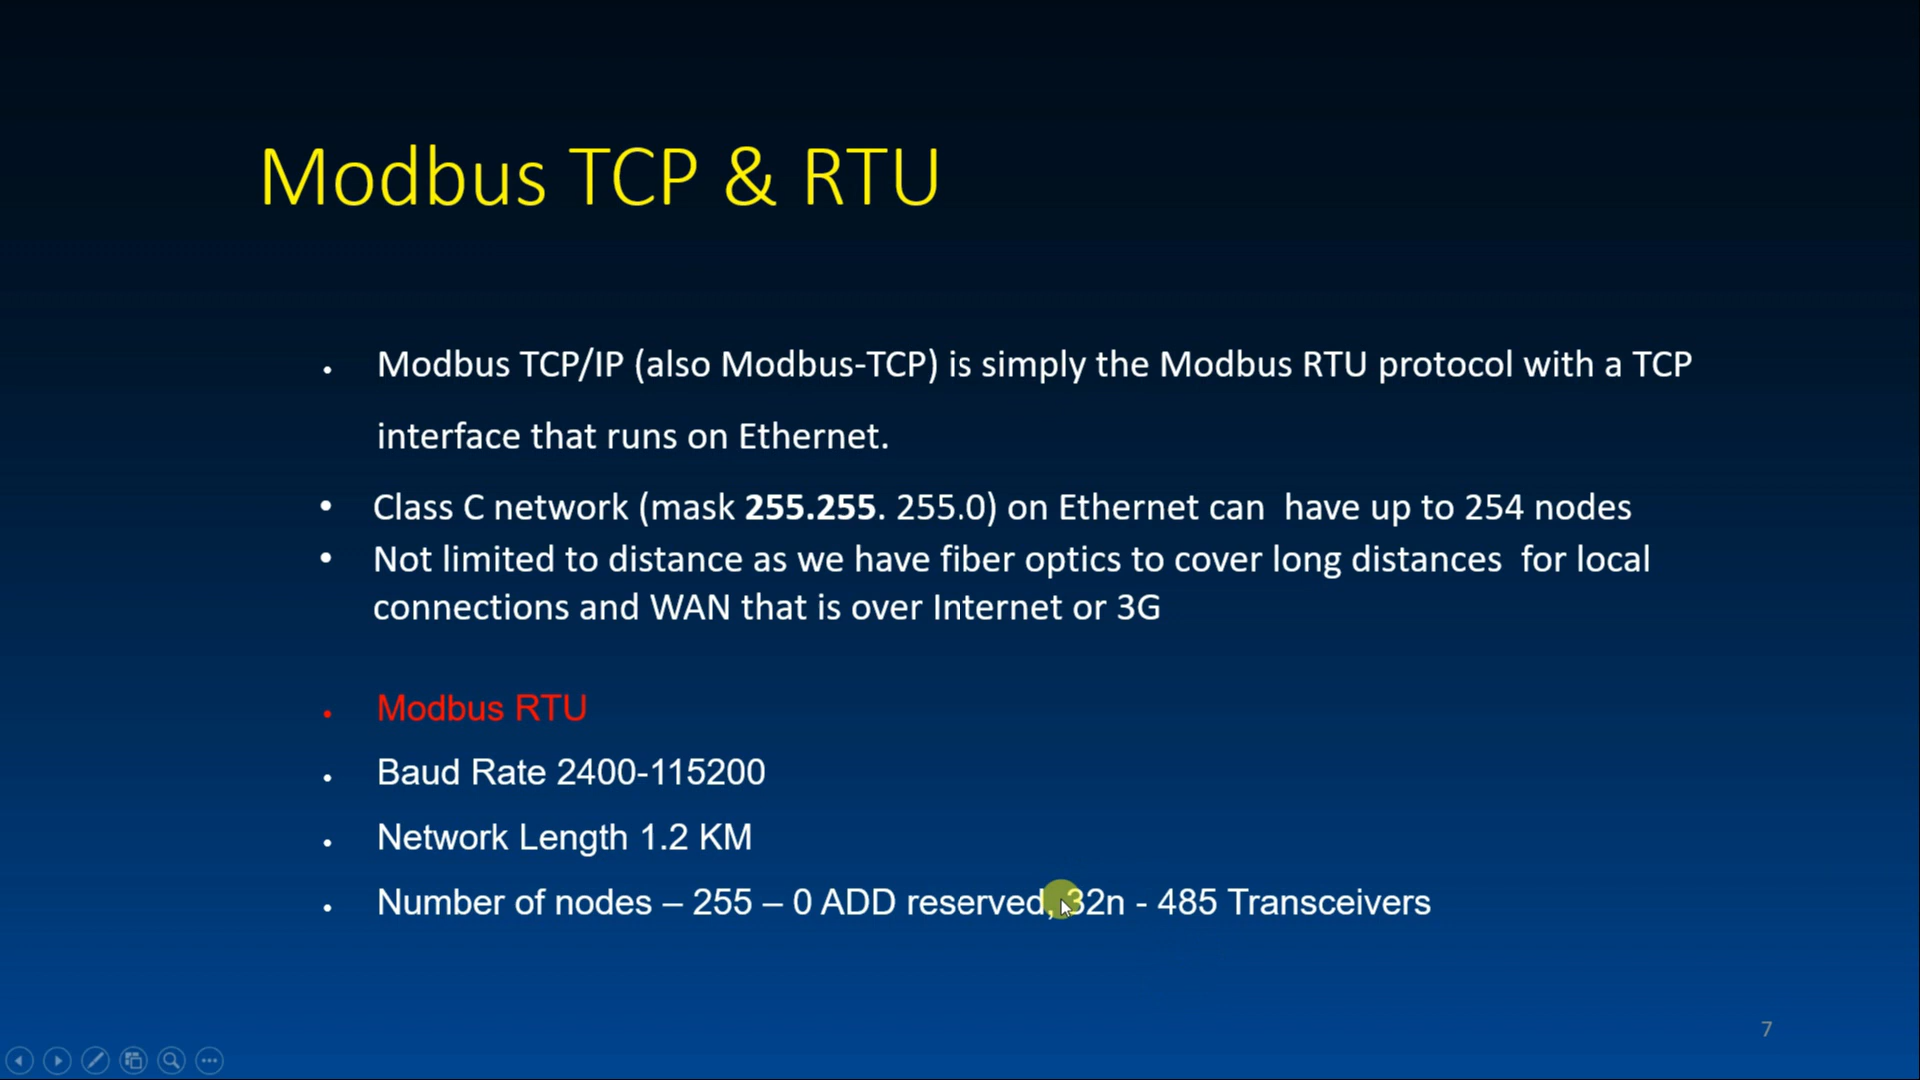 Modbus TCP & RTU
• Modbus TCP/IP (also Modbus-TCP) is simply the Modbus RTU protocol with a TCP
interface that runs on Ethernet.
• Class C network (mask 255.255. 255.0) on Ethernet can  have up to 254 nodes
• Not limited to distance as we have fiber optics to cover long distances  for local
connections and WAN that is over Internet or 3G
• Modbus RTU
• Baud Rate 2400-115200
• Network Length 1.2 KM
• Number of nodes – 255 – 0 ADD reserved, 32n - 485 Transceivers
7